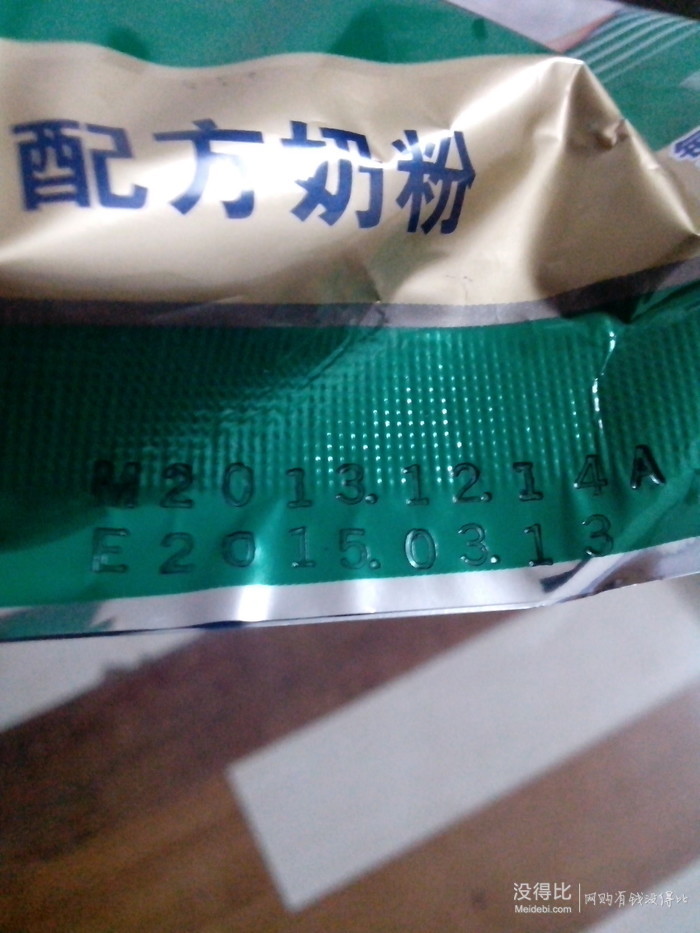 配方奶粉
M2013.12.14A
E2015.03.13
没得比
Meidebi.com
网购有钱没得比